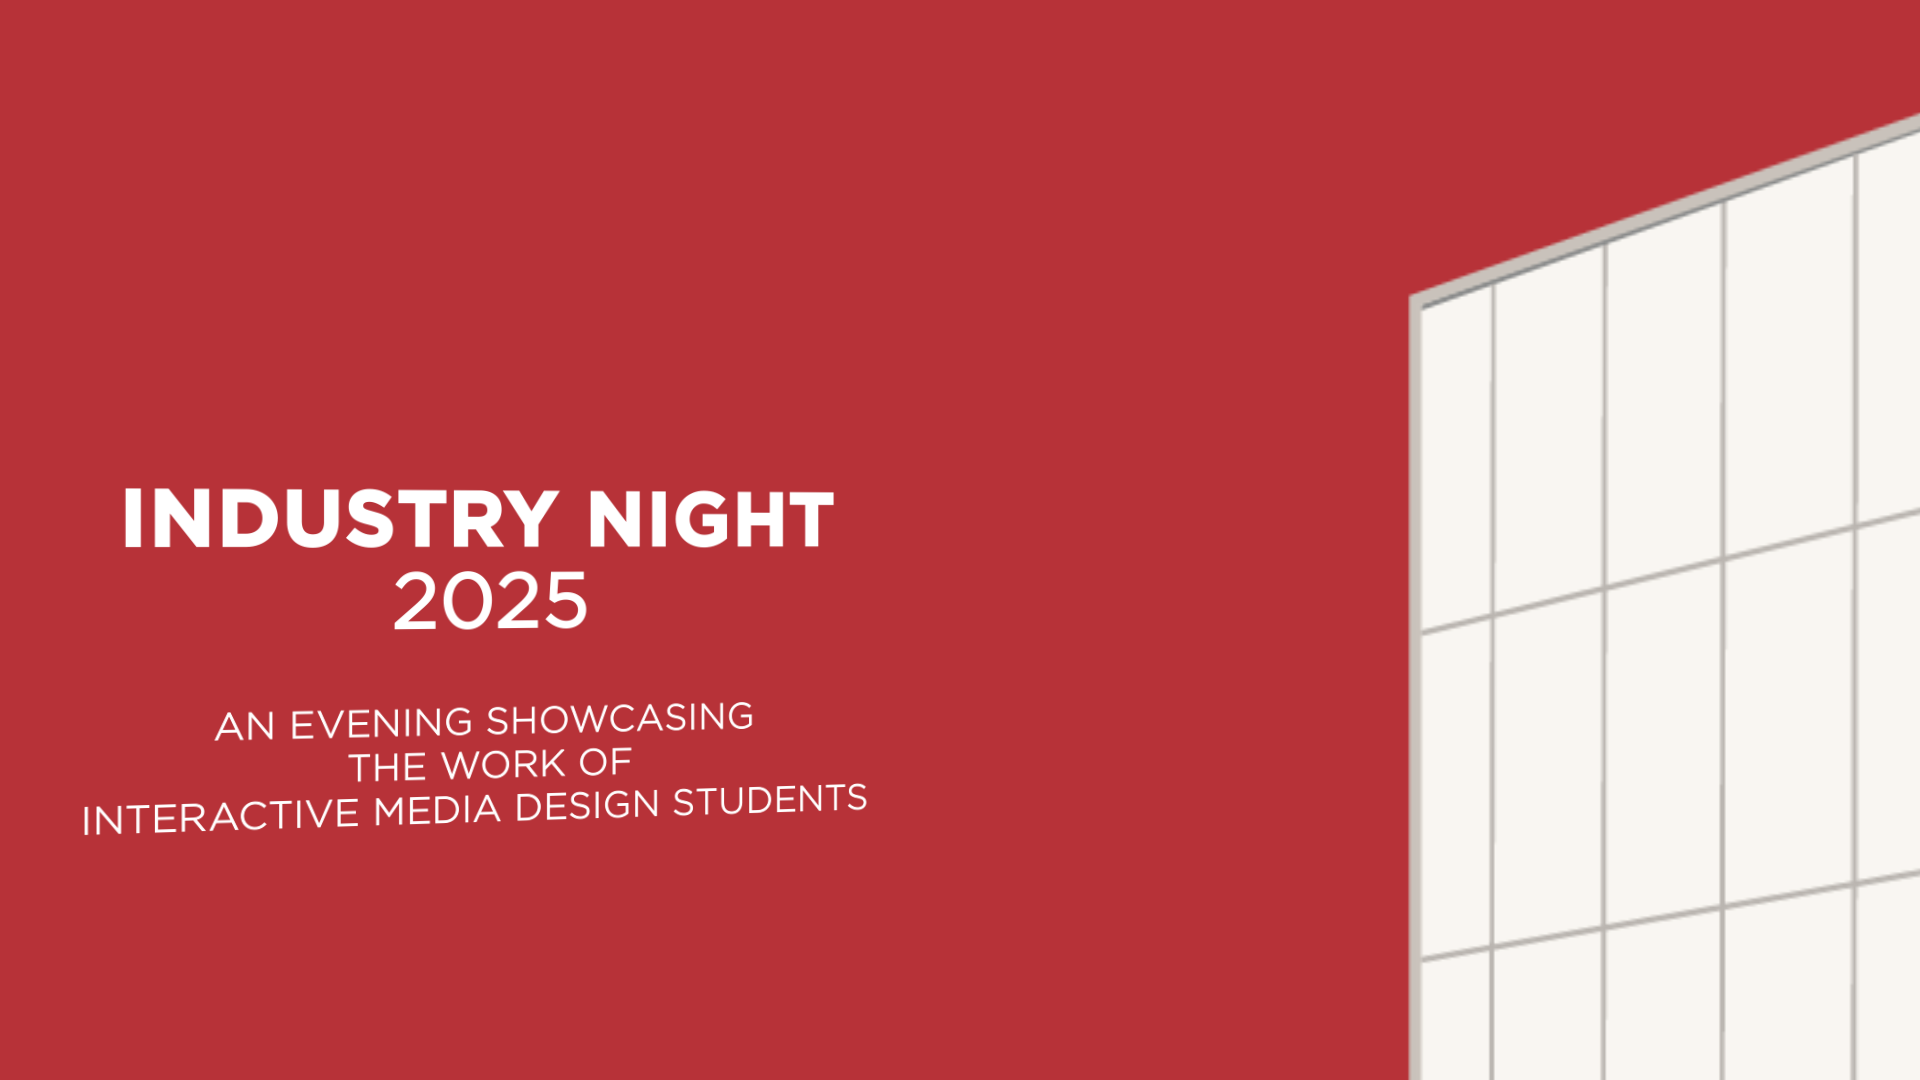 INDUSTRY NIGHT
2025
AN EVENING SHOWCASING
THE WORK OF
INTERACTIVE MEDIA DESIGN STUDENTS